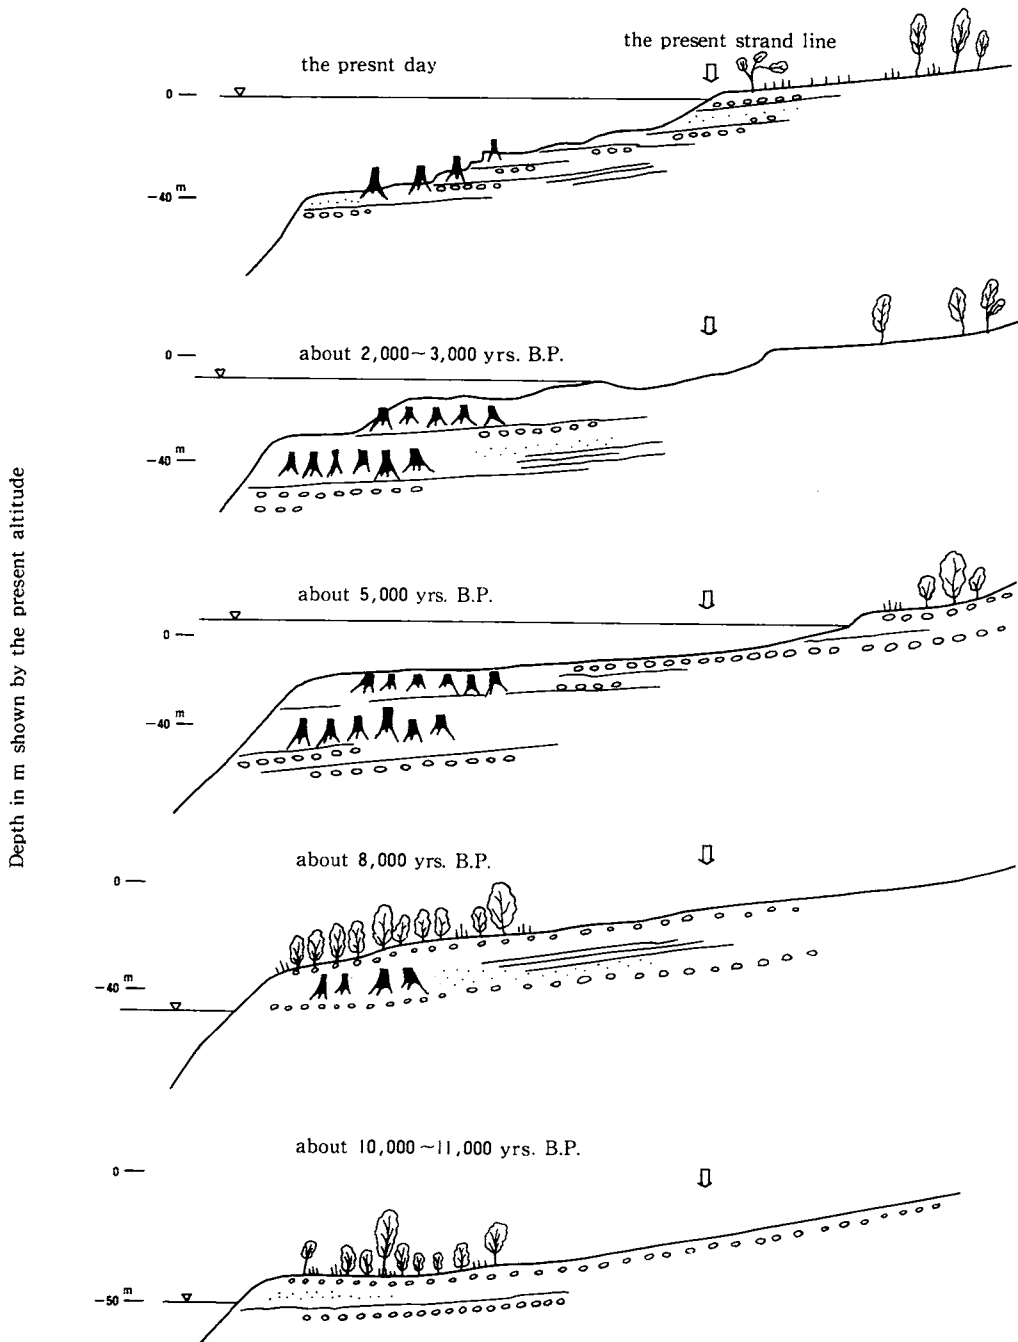 the presnt day
the present strand line
0
-40 m
about 2,000~3,000 yrs. B.P.
0
-40 m
about 5,000 yrs. B.P.
0
-40 m
about 8,000 yrs. B.P.
0
-40 m
about 10,000~11,000 yrs. B.P.
0
-50 m
Depth in m shown by the present altitude